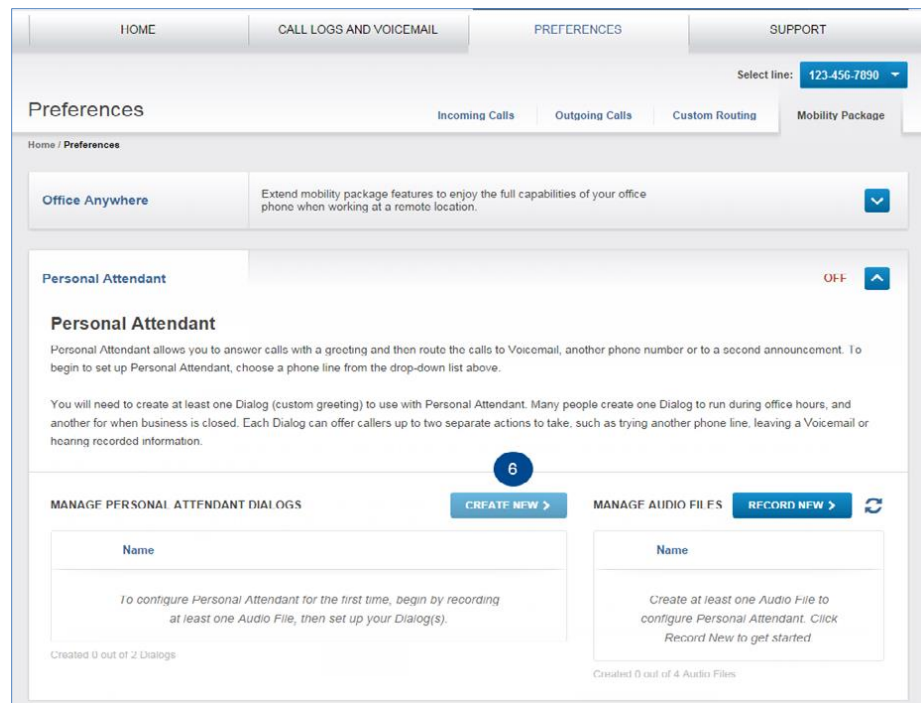 HOME CALL LOGS AND VOICEMAIL PREFERENCES SUPPORT
Select line: 123-456-7890
Preferences Incoming Calls Outgoing Calls Custom Routing Mobility Package
Home / Preferences
Office Anywhere
Extend mobility package features to enjoy the full capabilities of your office
phone when working at a remote location.
Personal Attendant OFF
Personal Attendant
Personal Attendant allows you to answer calls with a greeting and then route the calls to Voicemail, another phone number or to a second announcement. To
begin to set up Personal Attendant, choose a phone line from the drop-down list above.
You will need to create at least one Dialog (custom greeting) to use with Personal Attendant. Many people create one Dialog to run during office hours, and
another for when business is closed. Each Dialog can offer callers up to two separate actions to take, such as trying another phone line, leaving a Voicemail or
hearing recorded information.
6
MANAGE PERSONAL ATTENDANT DIALOGS CREATE NEW >
Name
To configure Personal Attendant for the first time, begin by recording
at least one Audio File, then set up your Dialog(s).
Created 0 out of 2 Dialogs
MANAGE AUDIO FILES RECORD NEW >
Name
Create at least one Audio File to
configure Personal Attendant. Click
Record New to get started
Created 0 out of 4 Audio Files